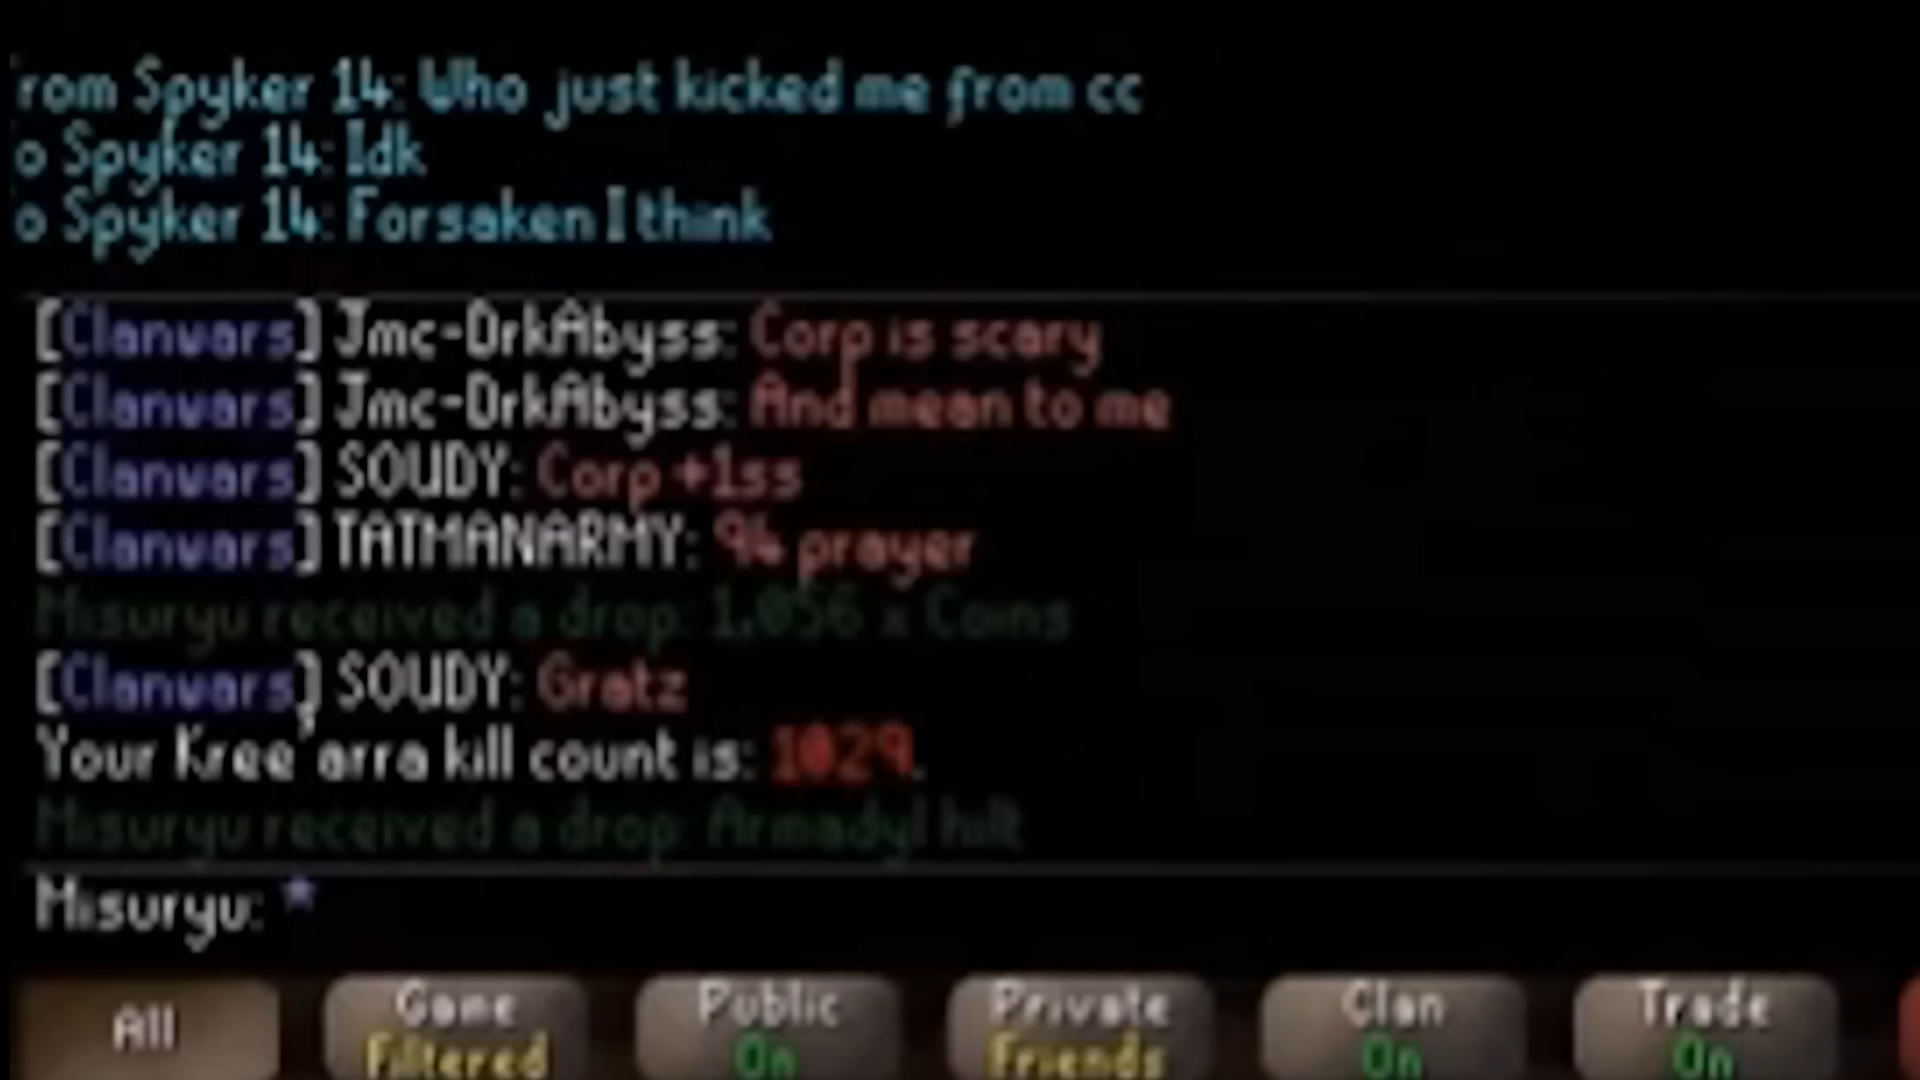 rom Spyker 14: Who just kicked me from cc
o Spyker 14: Idk
o Spyker 14: Forsaken I think
[Clanwars] Jmc-DrkAbyss: Corp is scary
[Clanwars] Jmc-DrkAbyss: And mean to me
[Clanwars] SOUDY: Corp +1ss
[Clanwars] TATMANARMY: 94 prayer
Misuryu received a drop: 1,056 x Coins
[Clanwars] SOUDY: Gratz
Your Kree'arra kill count is: 1029.
Misuryu received a drop: Armadyl hilt
Misuryu: *
All
Game
Filtered
Public
On
Private
Friends
Clan
On
Trade
On